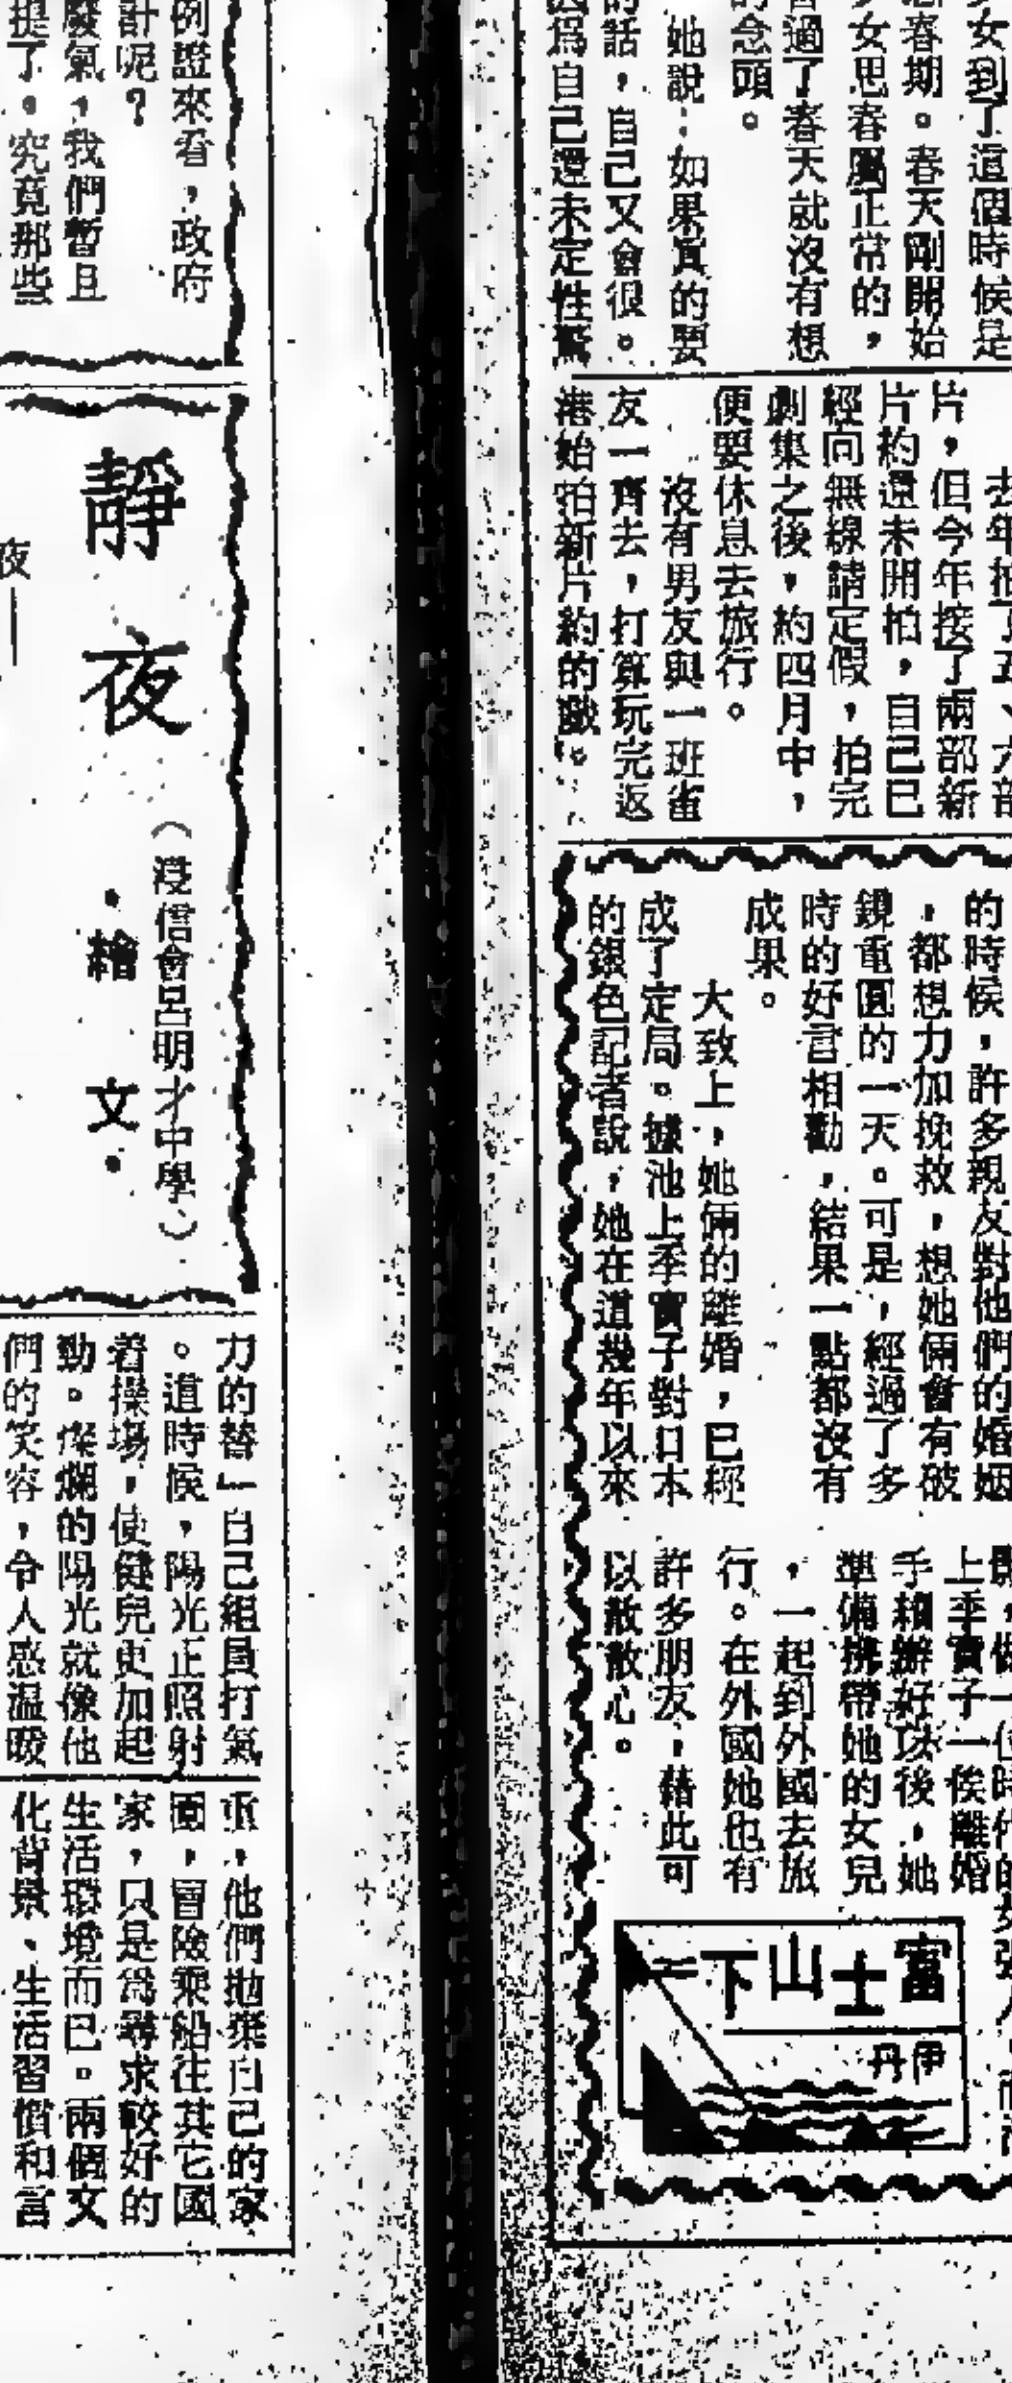 女到了這個時候是
春期。春天剛開始
女思春屬正常的，
過了春天就沒有想
的念頭。
她說：如果真的要
的話，自己又會很。
因爲自己還未定性
去年拍了五、六部
片，但今年接了兩部新
片約還未開拍，自己已
經向無線請定假，拍完
劇集之後，約四月中，
便要休息去旅行。
沒有男友與一班雀
友一齊去，打算玩完返
港始拍新片約的戲。
的時候，許多親友對他們的婚姻
，都想力加挽救，想她倆會有破
鏡重圓的一天。可是，經過了多
時的好言相勸，結果一點都沒有
成果。
大致上，她倆的離婚，已經
成了定局。據池上季實子對日本
的銀色記者說，她在這幾年以來
上季實子一俟離婚
手續辦好以後，她
準備携帶她的女兒
，一起到外國去旅
行。在外國她也有
許多朋友，藉此可
以散散心。
富士山下
伊丹
例證來看，政府
計呢？
廢氣，我們暫且
提了。究竟那些
靜夜
（浸信會呂明才中學）
·檜文·
夜—
力的替」自己組員打氣
。這時候，陽光正照射
着操場，使健兒更加起
勁。燦爛的陽光就像他
們的笑容，令人感溫暖
重，他們拋棄自己的家
園，冒險乘船往其它國
家，只是爲尋求較好的
生活環境而已。兩個文
化背景、生活習慣和言